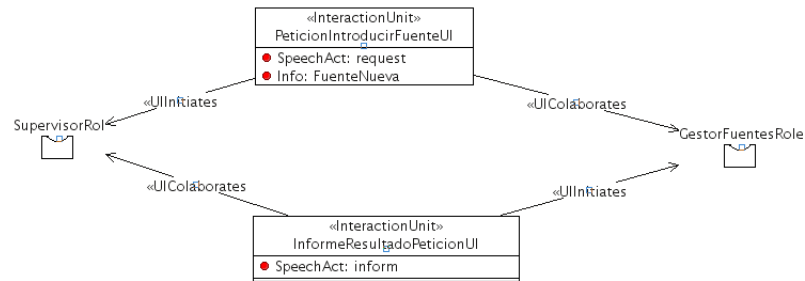 «InteractionUnit»
PeticionIntroducirFuenteUI
SpeechAct: request
Info: FuenteNueva
«UIInitiates
«UIColaborates
SupervisorRol
GestorFuentesRole
«UIColaborates
«UIInitiates
«InteractionUnit»
InformeResultadoPeticionUI
SpeechAct: inform